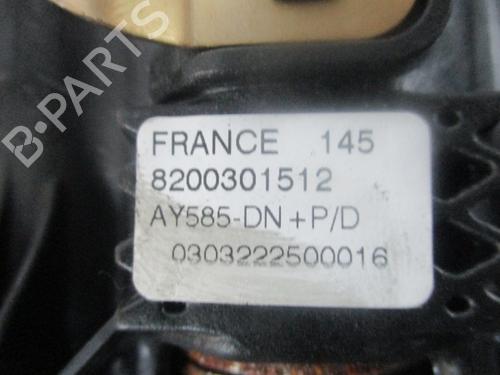 B-PARTS
FRANCE 145
8200301512
AY585-DN+P/D
0303222500016